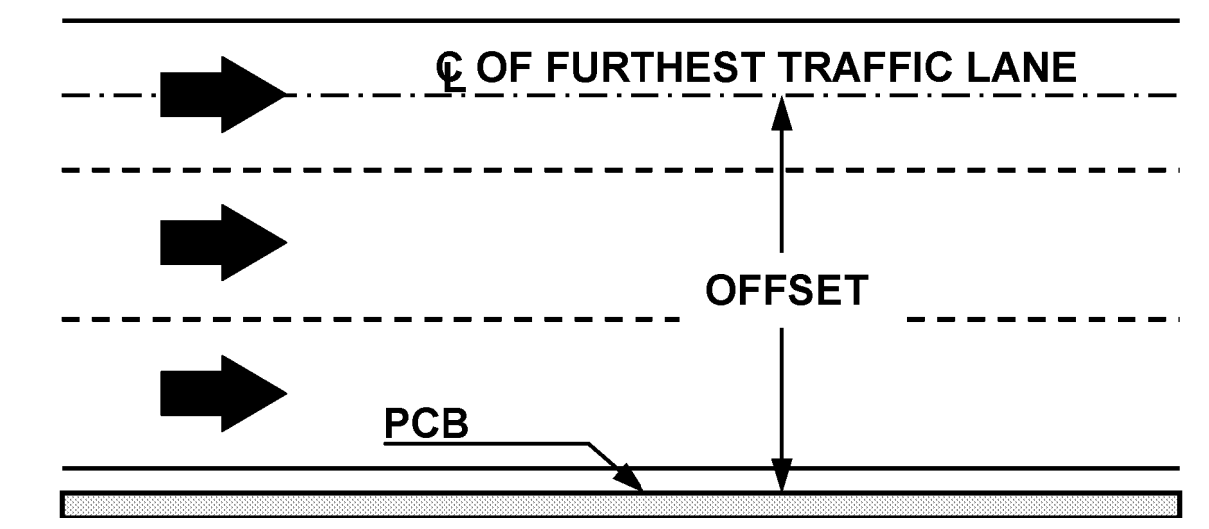 ℄ OF FURTHEST TRAFFIC LANE
OFFSET
PCB